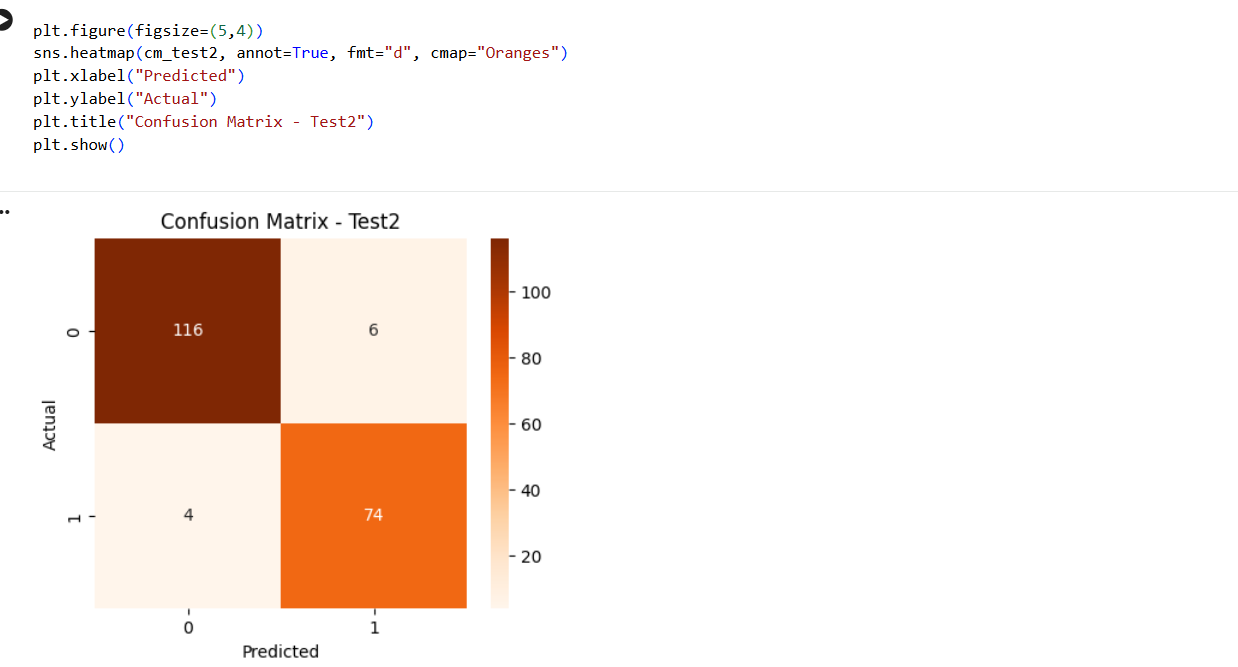 plt.figure(figsize=(5,4))
sns.heatmap(cm_test2, annot=True, fmt="d", cmap="Oranges")
plt.xlabel("Predicted")
plt.ylabel("Actual")
plt.title("Confusion Matrix - Test2")
plt.show()
Confusion Matrix - Test2
116 6
4 74
0
1
Actual
0 1
Predicted
100
80
60
40
20